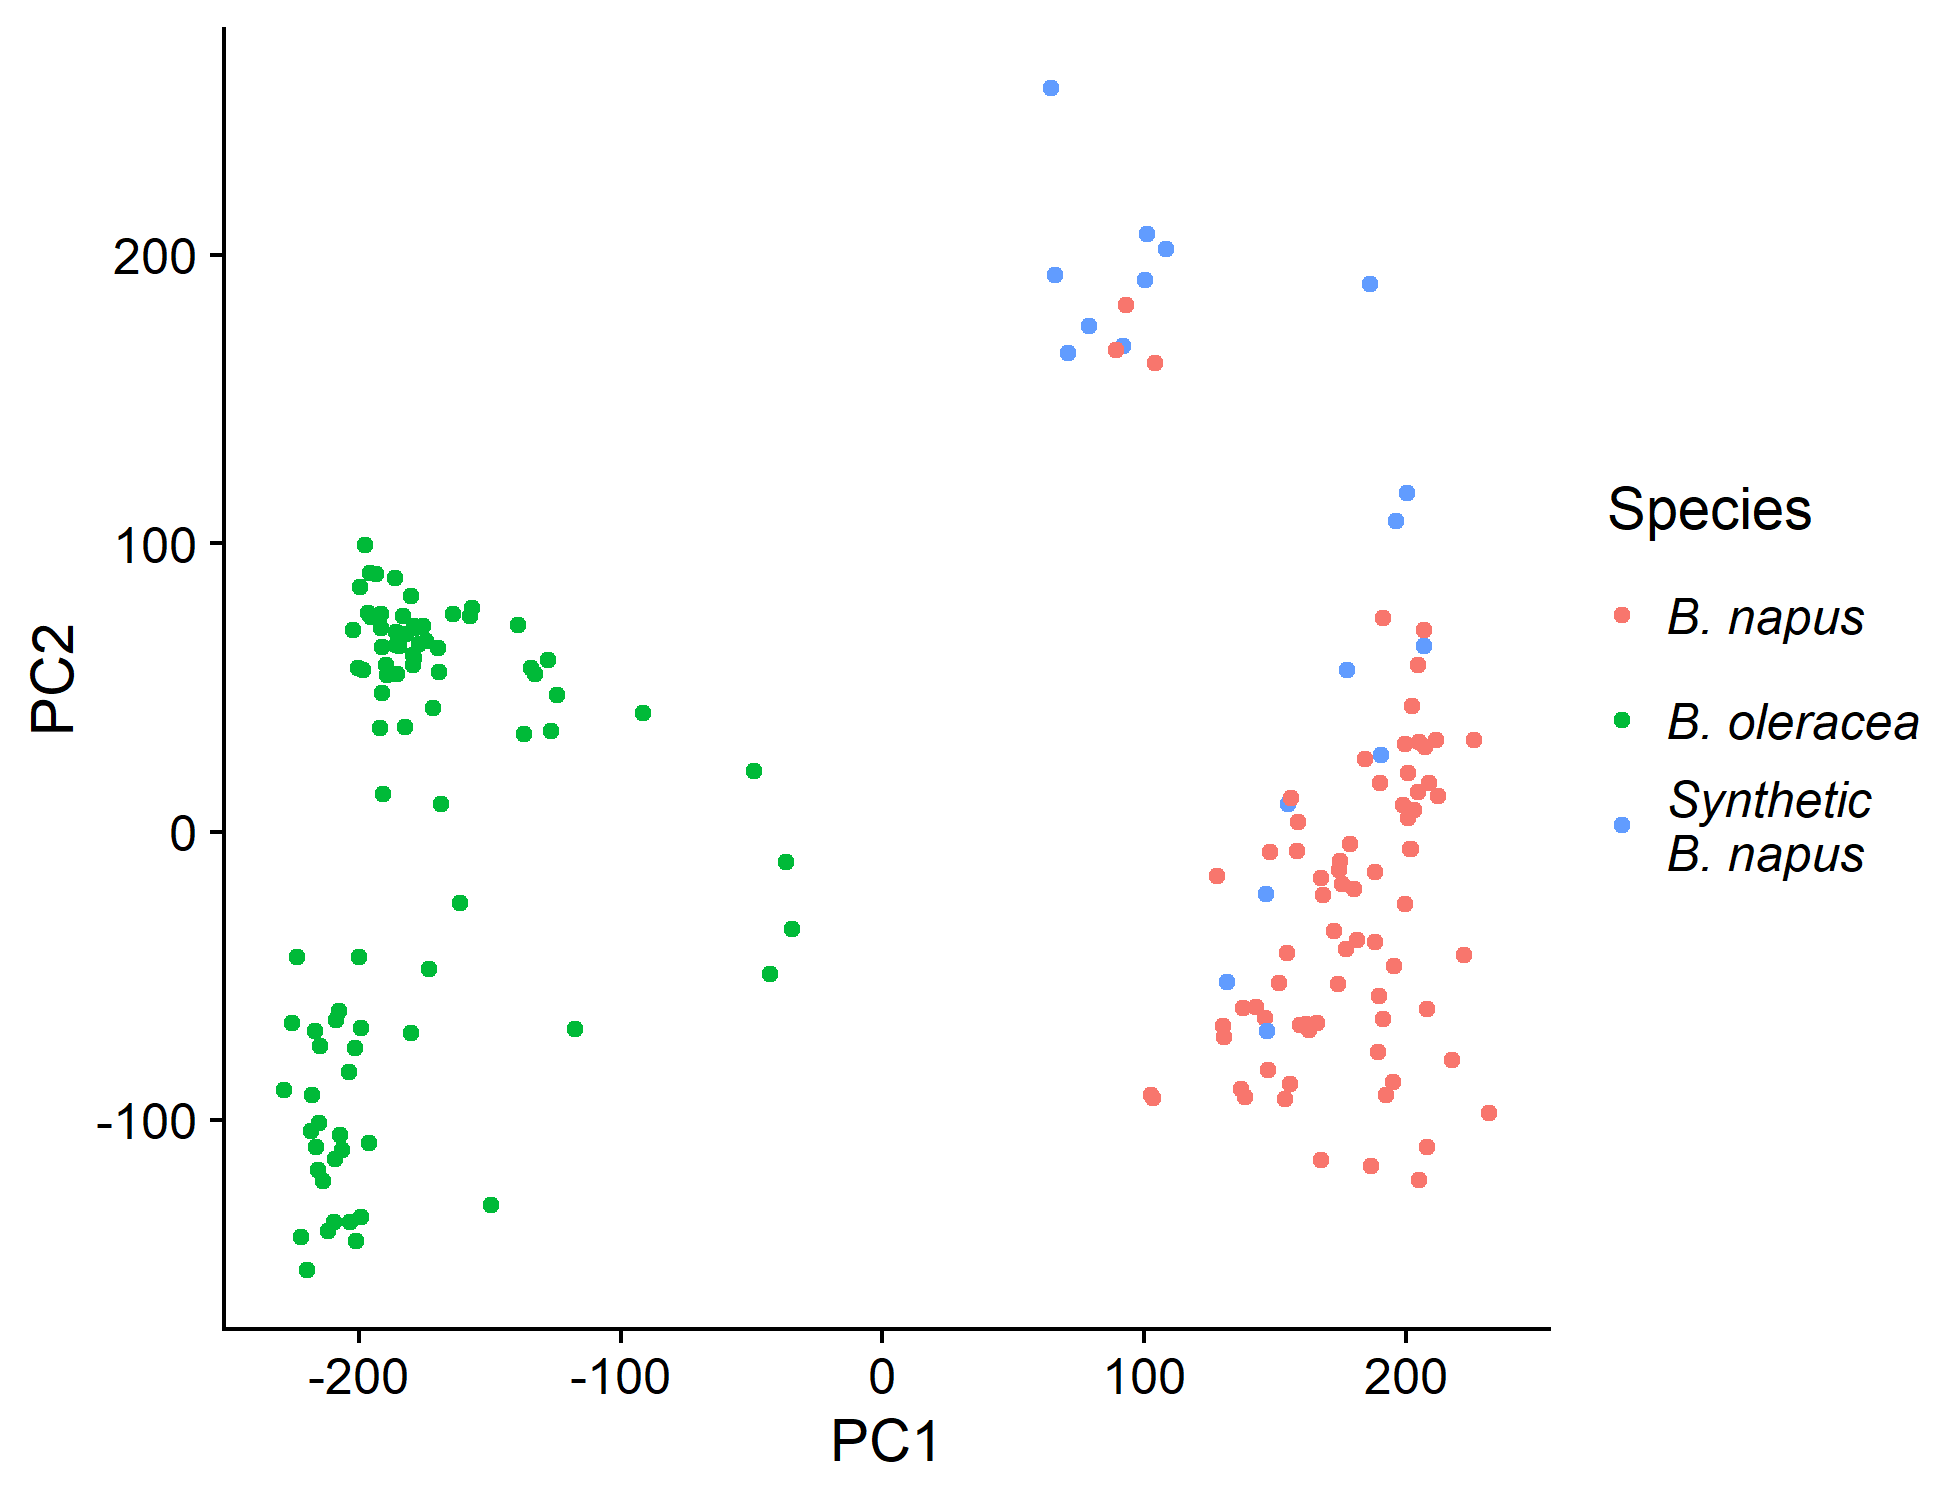 200
100
0
-100
PC2
-200
-100
0
100
200
PC1
Species
B. napus
B. oleracea
Synthetic
B. napus